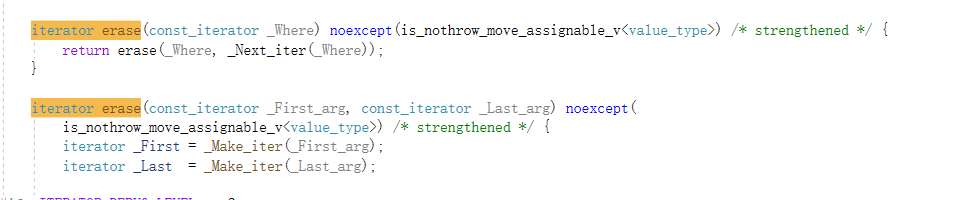 iterator erase(const_iterator _Where) noexcept(is_nothrow_move_assignable_v<value_type>) /* strengthened */ {
    return erase(_Where, _Next_iter(_Where));
}
iterator erase(const_iterator _First_arg, const_iterator _Last_arg) noexcept(
    is_nothrow_move_assignable_v<value_type>) /* strengthened */ {
    iterator _First = _Make_iter(_First_arg);
    iterator _Last  = _Make_iter(_Last_arg);